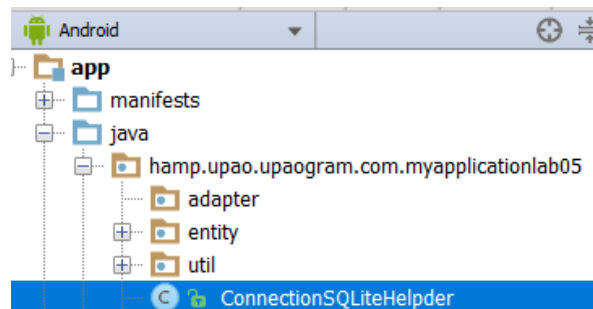 Android
app
manifests
java
hamp.upao.upaogram.com.myapplicationlab05
adapter
entity
util
C ConnectionSQLiteHelpder